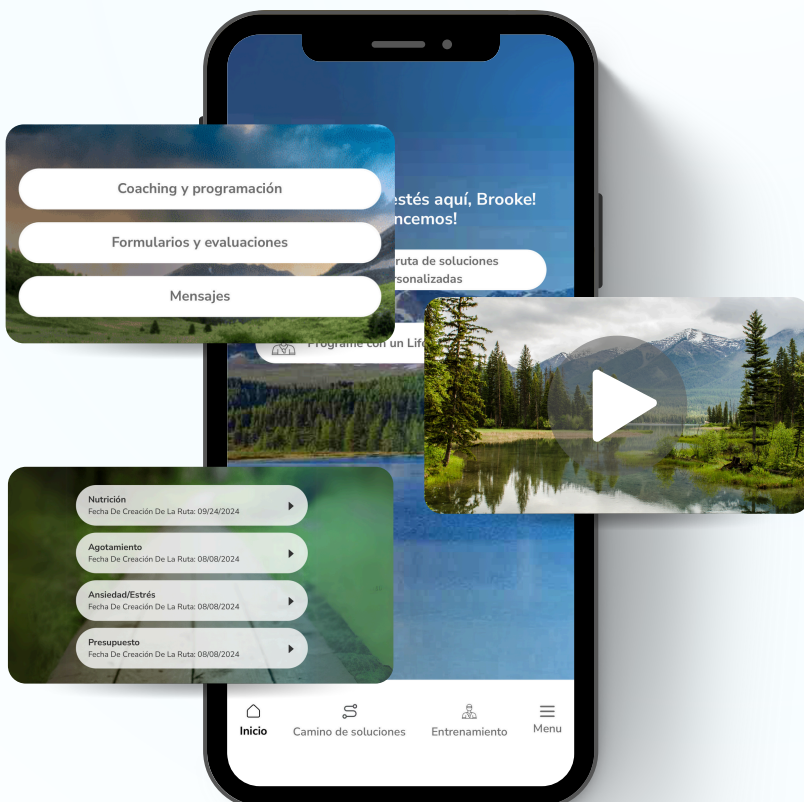 Coaching y programación
Formularios y evaluaciones
Mensajes
estés aquí, Brooke!
ncemos!
ruta de soluciones
rsonalizadas
Programe con un Life
Nutrición
Fecha De Creación De La Ruta: 09/24/2024
Agotamiento
Fecha De Creación De La Ruta: 08/08/2024
Ansiedad/Estrés
Fecha De Creación De La Ruta: 08/08/2024
Presupuesto
Fecha De Creación De La Ruta: 08/08/2024
Inicio
Camino de soluciones
Entrenamiento
Menu